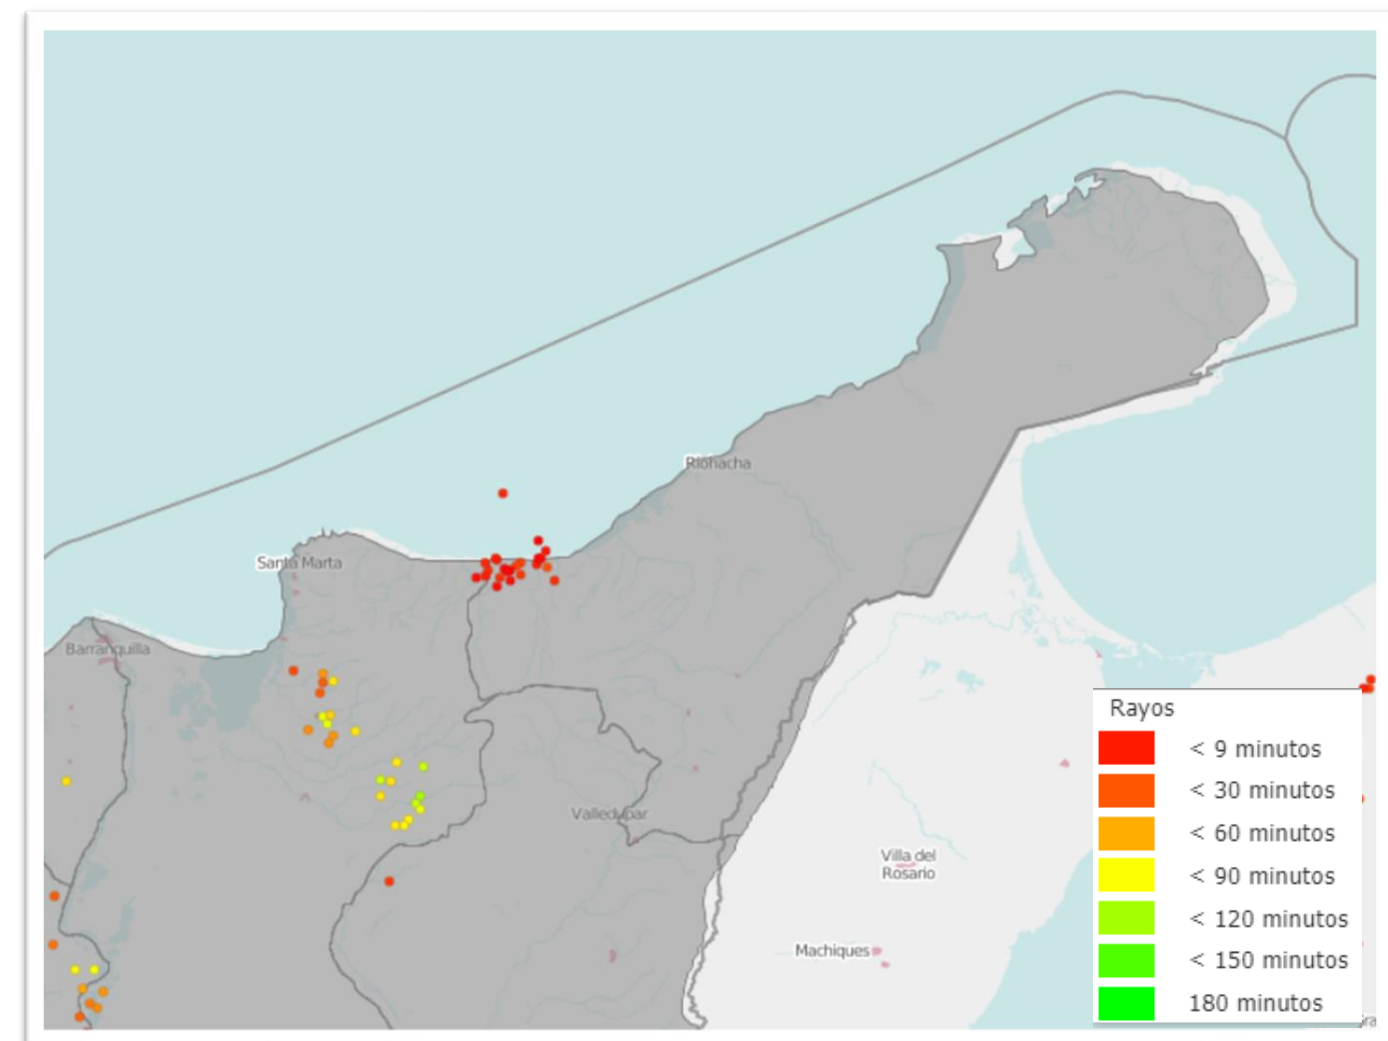 Riohacha
Santa Marta
Barranquilla
Valledupar
Villa del
Rosario
Machiques
Rayos
< 9 minutos
< 30 minutos
< 60 minutos
< 90 minutos
< 120 minutos
< 150 minutos
180 minutos